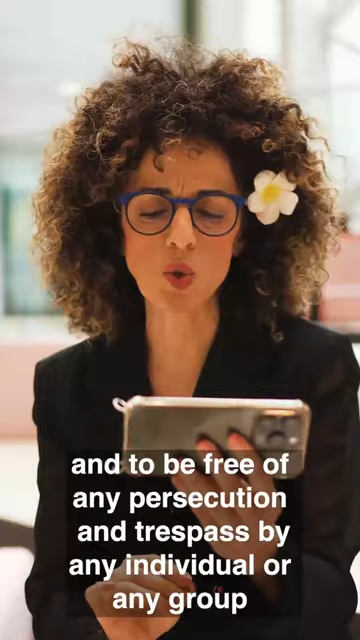 and to be free of
any persecution
and trespass by
any individual or
any group